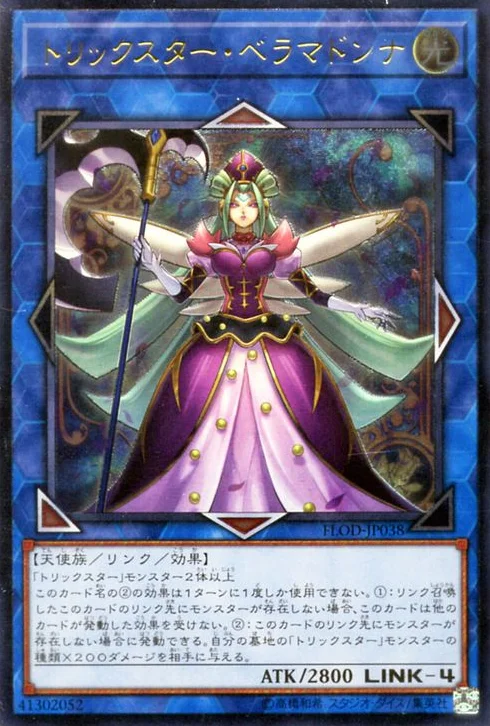 トリックスター・ベラマドンナ
光
FLOD-JP038
【天使族／リンク／効果】
「トリックスター」モンスター２体以上
このカード名の②の効果は１ターンに１度しか使用できない。①：リンク召喚
したこのカードのリンク先にモンスターが存在しない場合、このカードは他の
カードが発動した効果を受けない。②：このカードのリンク先にモンスターが
存在しない場合に発動できる。自分の墓地の「トリックスター」モンスターの
種類×２００ダメージを相手に与える。
ATK/2800 LINK-4
41302052 ©高橋和希 スタジオ・ダイス/集英社